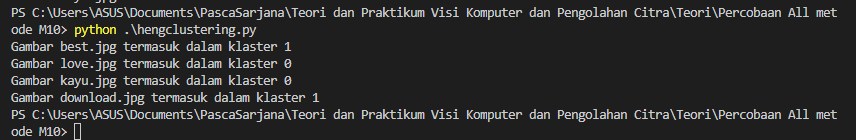 PS C:\Users\ASUS\Documents\PascaSarjana\Teori dan Praktikum Visi Komputer dan Pengolahan Citra\Teori\Percobaan All met
ode M10> python .\hengclustering.py
Gambar best.jpg termasuk dalam klaster 1
Gambar love.jpg termasuk dalam klaster 0
Gambar kayu.jpg termasuk dalam klaster 0
Gambar download.jpg termasuk dalam klaster 1
PS C:\Users\ASUS\Documents\PascaSarjana\Teori dan Praktikum Visi Komputer dan Pengolahan Citra\Teori\Percobaan All met
ode M10>